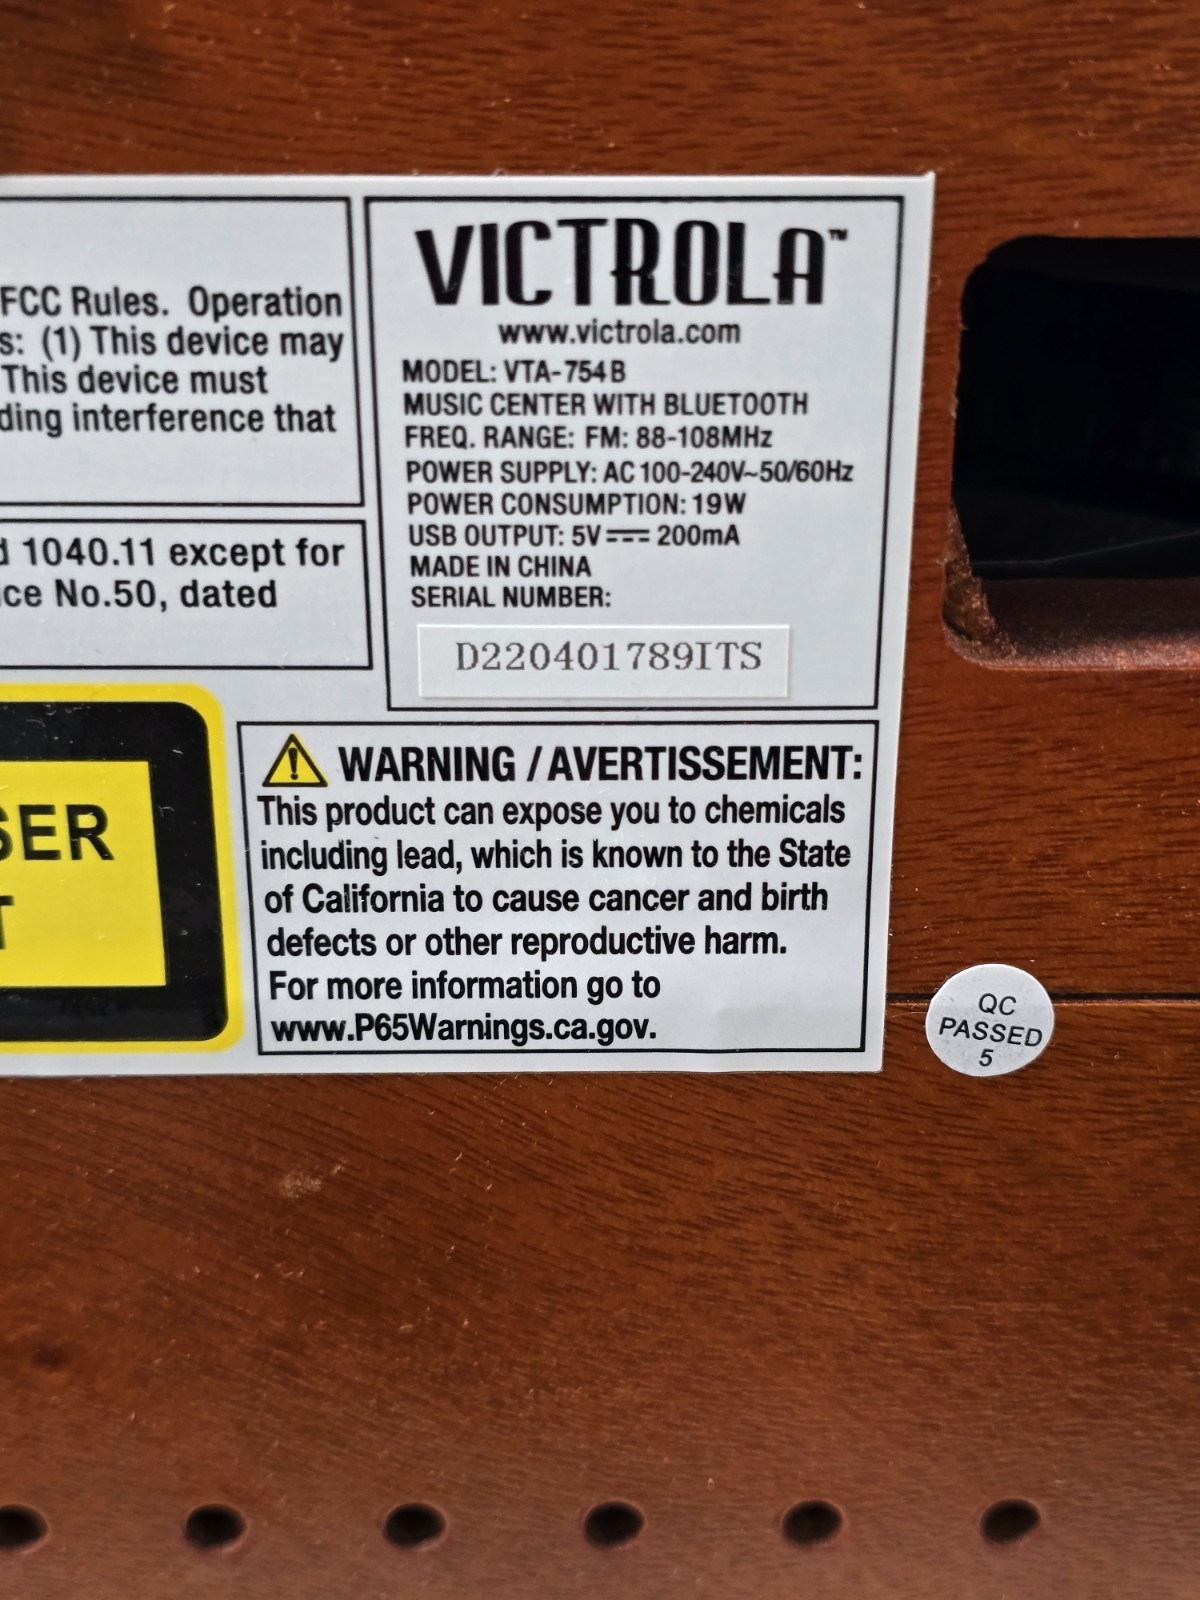 FCC Rules. Operation
s: (1) This device may
This device must
ding interference that
d 1040.11 except for
ce No.50, dated
SER
T
VICTROLA™
www.victrola.com
MODEL: VTA-754B
MUSIC CENTER WITH BLUETOOTH
FREQ. RANGE: FM: 88-108MHz
POWER SUPPLY: AC 100-240V~50/60Hz
POWER CONSUMPTION: 19W
USB OUTPUT: 5V⎓200mA
MADE IN CHINA
SERIAL NUMBER:
D220401789ITS
WARNING / AVERTISSEMENT:
This product can expose you to chemicals
including lead, which is known to the State
of California to cause cancer and birth
defects or other reproductive harm.
For more information go to
www.P65Warnings.ca.gov.
QC
PASSED
5